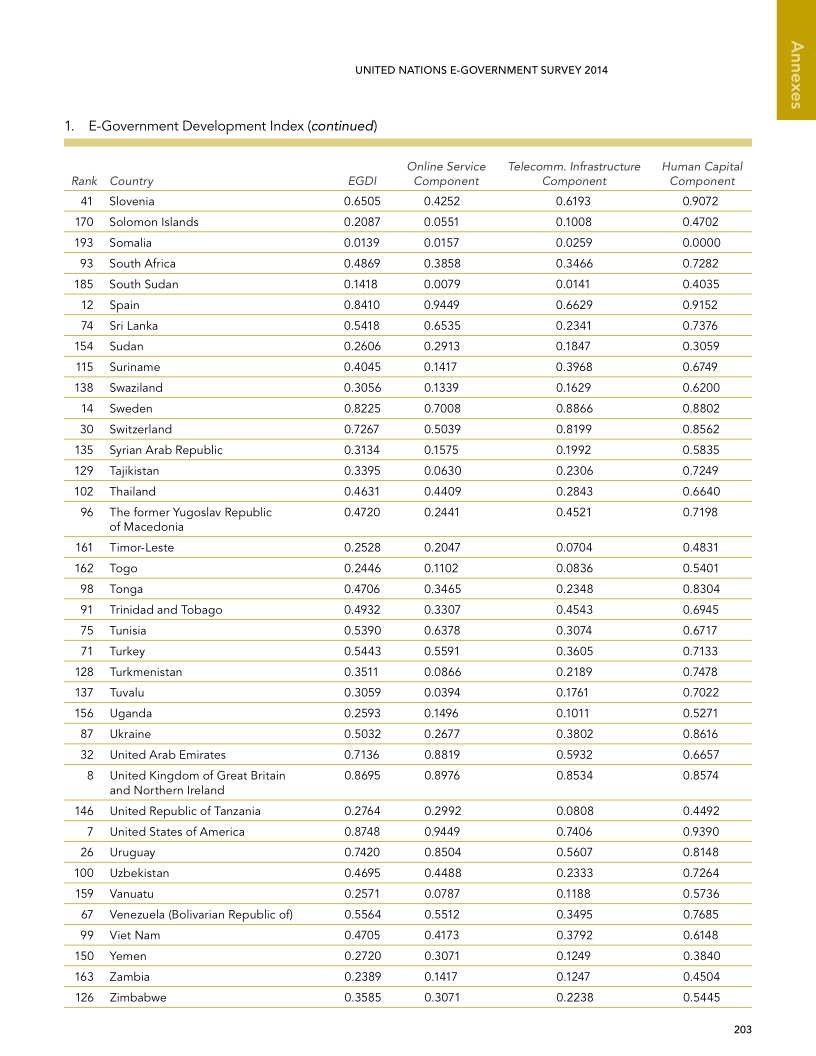 Annexes
UNITED NATIONS E-GOVERNMENT SURVEY 2014
1. E-Government Development Index (continued)
Online Service Telecomm. Infrastructure Human Capital
Rank Country EGDI Component Component Component
41 Slovenia 0.6505 0.4252 0.6193 0.9072
170 Solomon Islands 0.2087 0.0551 0.1008 0.4702
193 Somalia 0.0139 0.0157 0.0259 0.0000
93 South Africa 0.4869 0.3858 0.3466 0.7282
185 South Sudan 0.1418 0.0079 0.0141 0.4035
12 Spain 0.8410 0.9449 0.6629 0.9152
74 Sri Lanka 0.5418 0.6535 0.2341 0.7376
154 Sudan 0.2606 0.2913 0.1847 0.3059
115 Suriname 0.4045 0.1417 0.3968 0.6749
138 Swaziland 0.3056 0.1339 0.1629 0.6200
14 Sweden 0.8225 0.7008 0.8866 0.8802
30 Switzerland 0.7267 0.5039 0.8199 0.8562
135 Syrian Arab Republic 0.3134 0.1575 0.1992 0.5835
129 Tajikistan 0.3395 0.0630 0.2306 0.7249
102 Thailand 0.4631 0.4409 0.2843 0.6640
96 The former Yugoslav Republic 0.4720 0.2441 0.4521 0.7198
of Macedonia
161 Timor-Leste 0.2528 0.2047 0.0704 0.4831
162 Togo 0.2446 0.1102 0.0836 0.5401
98 Tonga 0.4706 0.3465 0.2348 0.8304
91 Trinidad and Tobago 0.4932 0.3307 0.4543 0.6945
75 Tunisia 0.5390 0.6378 0.3074 0.6717
71 Turkey 0.5443 0.5591 0.3605 0.7133
128 Turkmenistan 0.3511 0.0866 0.2189 0.7478
137 Tuvalu 0.3059 0.0394 0.1761 0.7022
156 Uganda 0.2593 0.1496 0.1011 0.5271
87 Ukraine 0.5032 0.2677 0.3802 0.8616
32 United Arab Emirates 0.7136 0.8819 0.5932 0.6657
8 United Kingdom of Great Britain 0.8695 0.8976 0.8534 0.8574
and Northern Ireland
146 United Republic of Tanzania 0.2764 0.2992 0.0808 0.4492
7 United States of America 0.8748 0.9449 0.7406 0.9390
26 Uruguay 0.7420 0.8504 0.5607 0.8148
100 Uzbekistan 0.4695 0.4488 0.2333 0.7264
159 Vanuatu 0.2571 0.0787 0.1188 0.5736
67 Venezuela (Bolivarian Republic of) 0.5564 0.5512 0.3495 0.7685
99 Viet Nam 0.4705 0.4173 0.3792 0.6148
150 Yemen 0.2720 0.3071 0.1249 0.3840
163 Zambia 0.2389 0.1417 0.1247 0.4504
126 Zimbabwe 0.3585 0.3071 0.2238 0.5445
203